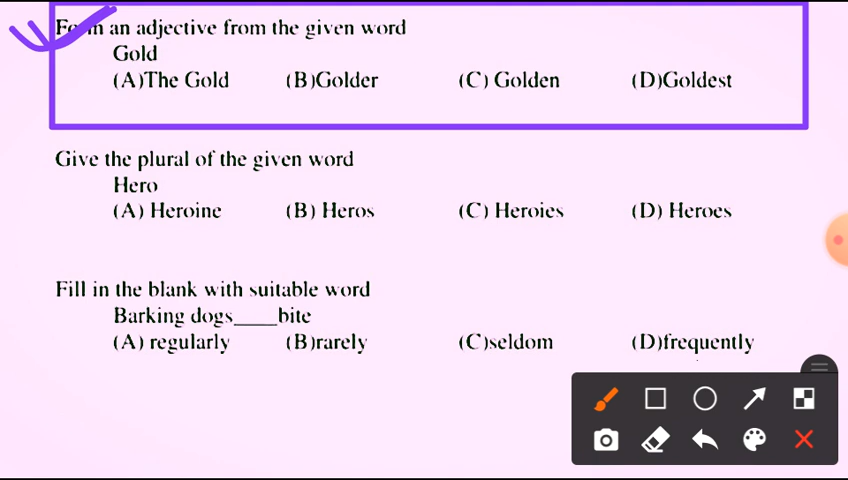 Form an adjective from the given word
Gold
(A)The Gold (B)Golder (C) Golden (D)Goldest
Give the plural of the given word
Hero
(A) Heroine (B) Heros (C) Heroies (D) Heroes
Fill in the blank with suitable word
Barking dogs____bite
(A) regularly (B)rarely (C)seldom (D)frequently